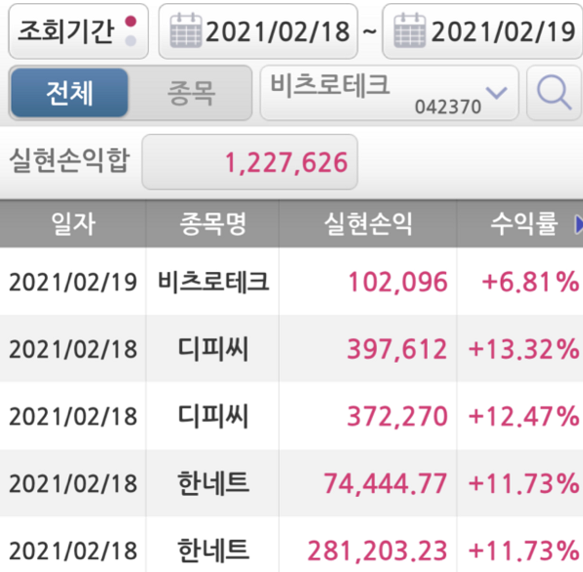 조회기간 2021/02/18 ~ 2021/02/19
전체 종목 비츠로테크 042370
실현손익합 1,227,626
일자 종목명 실현손익 수익률
2021/02/19 비츠로테크 102,096 +6.81%
2021/02/18 디피씨 397,612 +13.32%
2021/02/18 디피씨 372,270 +12.47%
2021/02/18 한네트 74,444.77 +11.73%
2021/02/18 한네트 281,203.23 +11.73%